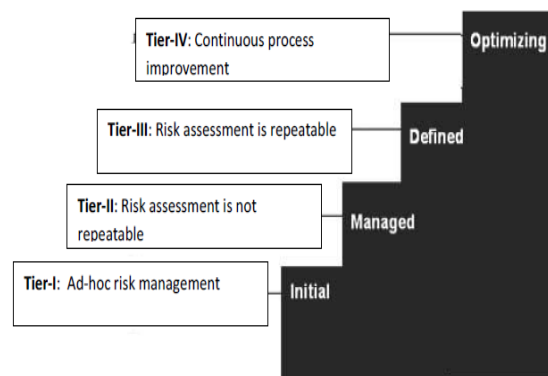 Tier-IV: Continuous process
improvement
Optimizing
Tier-III: Risk assessment is repeatable
Defined
Tier-II: Risk assessment is not
repeatable
Managed
Tier-I: Ad-hoc risk management
Initial